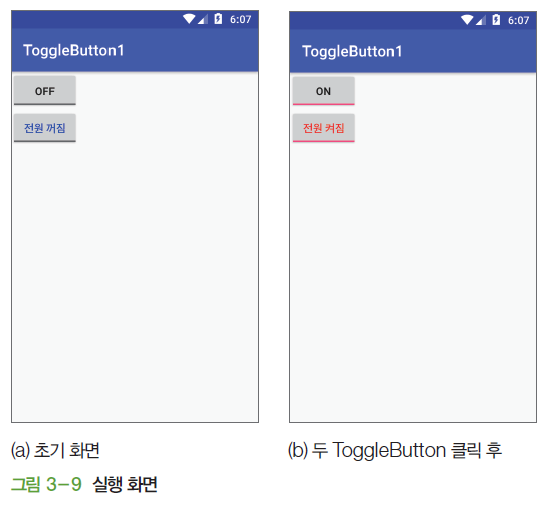 6:07
ToggleButton1
OFF
전원 꺼짐
6:07
ToggleButton1
ON
전원 켜짐
(a) 초기 화면
(b) 두 ToggleButton 클릭 후
그림 3-9 실행 화면